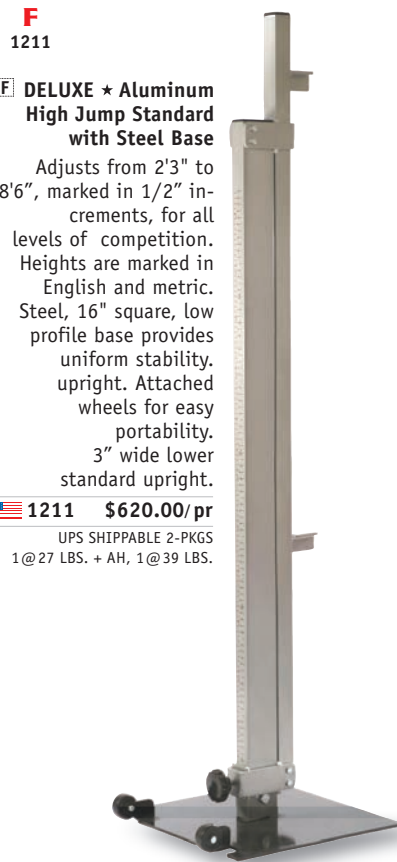 F
1211
F DELUXE ★ Aluminum
High Jump Standard
with Steel Base
Adjusts from 2'3" to
8'6”, marked in 1/2” in-
crements, for all
levels of competition.
Heights are marked in
English and metric.
Steel, 16" square, low
profile base provides
uniform stability.
upright. Attached
wheels for easy
portability.
3” wide lower
standard upright.
1211 $620.00/pr
UPS SHIPPABLE 2-PKGS
1@27 LBS. + AH, 1@39 LBS.